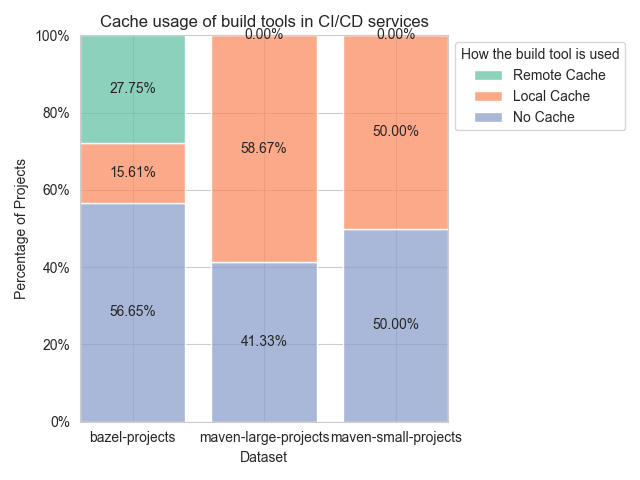 Cache usage of build tools in CI/CD services
100%
80%
60%
40%
20%
0%
Percentage of Projects
27.75%
15.61%
56.65%
0.00%
58.67%
41.33%
0.00%
50.00%
50.00%
bazel-projects
maven-large-projects
maven-small-projects
Dataset
How the build tool is used
Remote Cache
Local Cache
No Cache